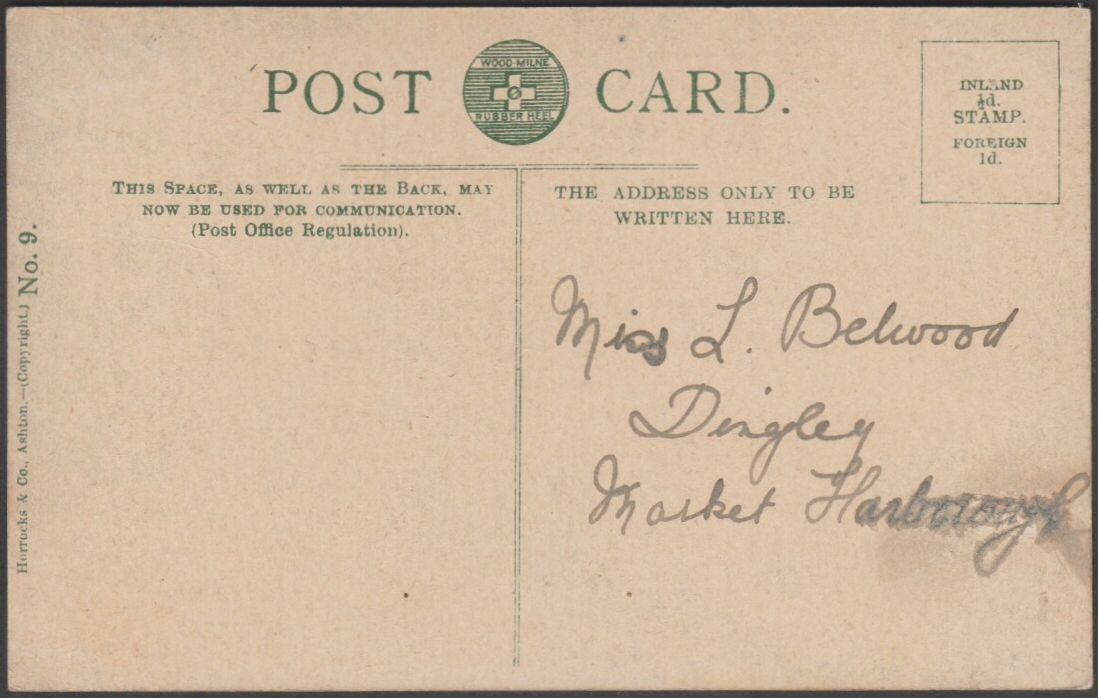 POST CARD.
WOOD-MILNE
RUBBER HEEL
INLAND
½d.
STAMP.
FOREIGN
1d.
THIS SPACE, AS WELL AS THE BACK, MAY
NOW BE USED FOR COMMUNICATION.
(Post Office Regulation).
THE ADDRESS ONLY TO BE
WRITTEN HERE.
Horrocks & Co., Ashton.—(Copyright.) No. 9.
Miss L. Belwood
Dingley
Market Harborough